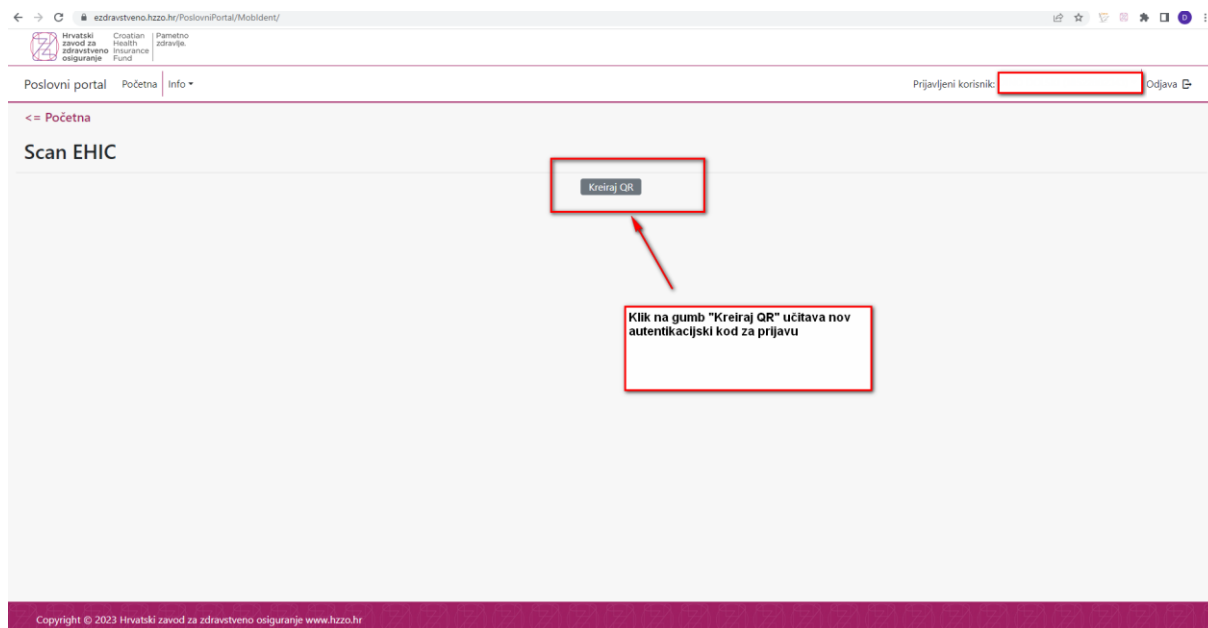 ezdravstveno.hzzo.hr/PoslovniPortal/MobIdent/
Hrvatski zavod za zdravstveno osiguranje
Croatian Health Insurance Fund
Pametno zdravlje.
Poslovni portal Početna Info
Prijavljeni korisnik: Odjava
<= Početna
Scan EHIC
Kreiraj QR
Klik na gumb "Kreiraj QR" učitava nov
autentikacijski kod za prijavu
Copyright © 2023 Hrvatski zavod za zdravstveno osiguranje www.hzzo.hr